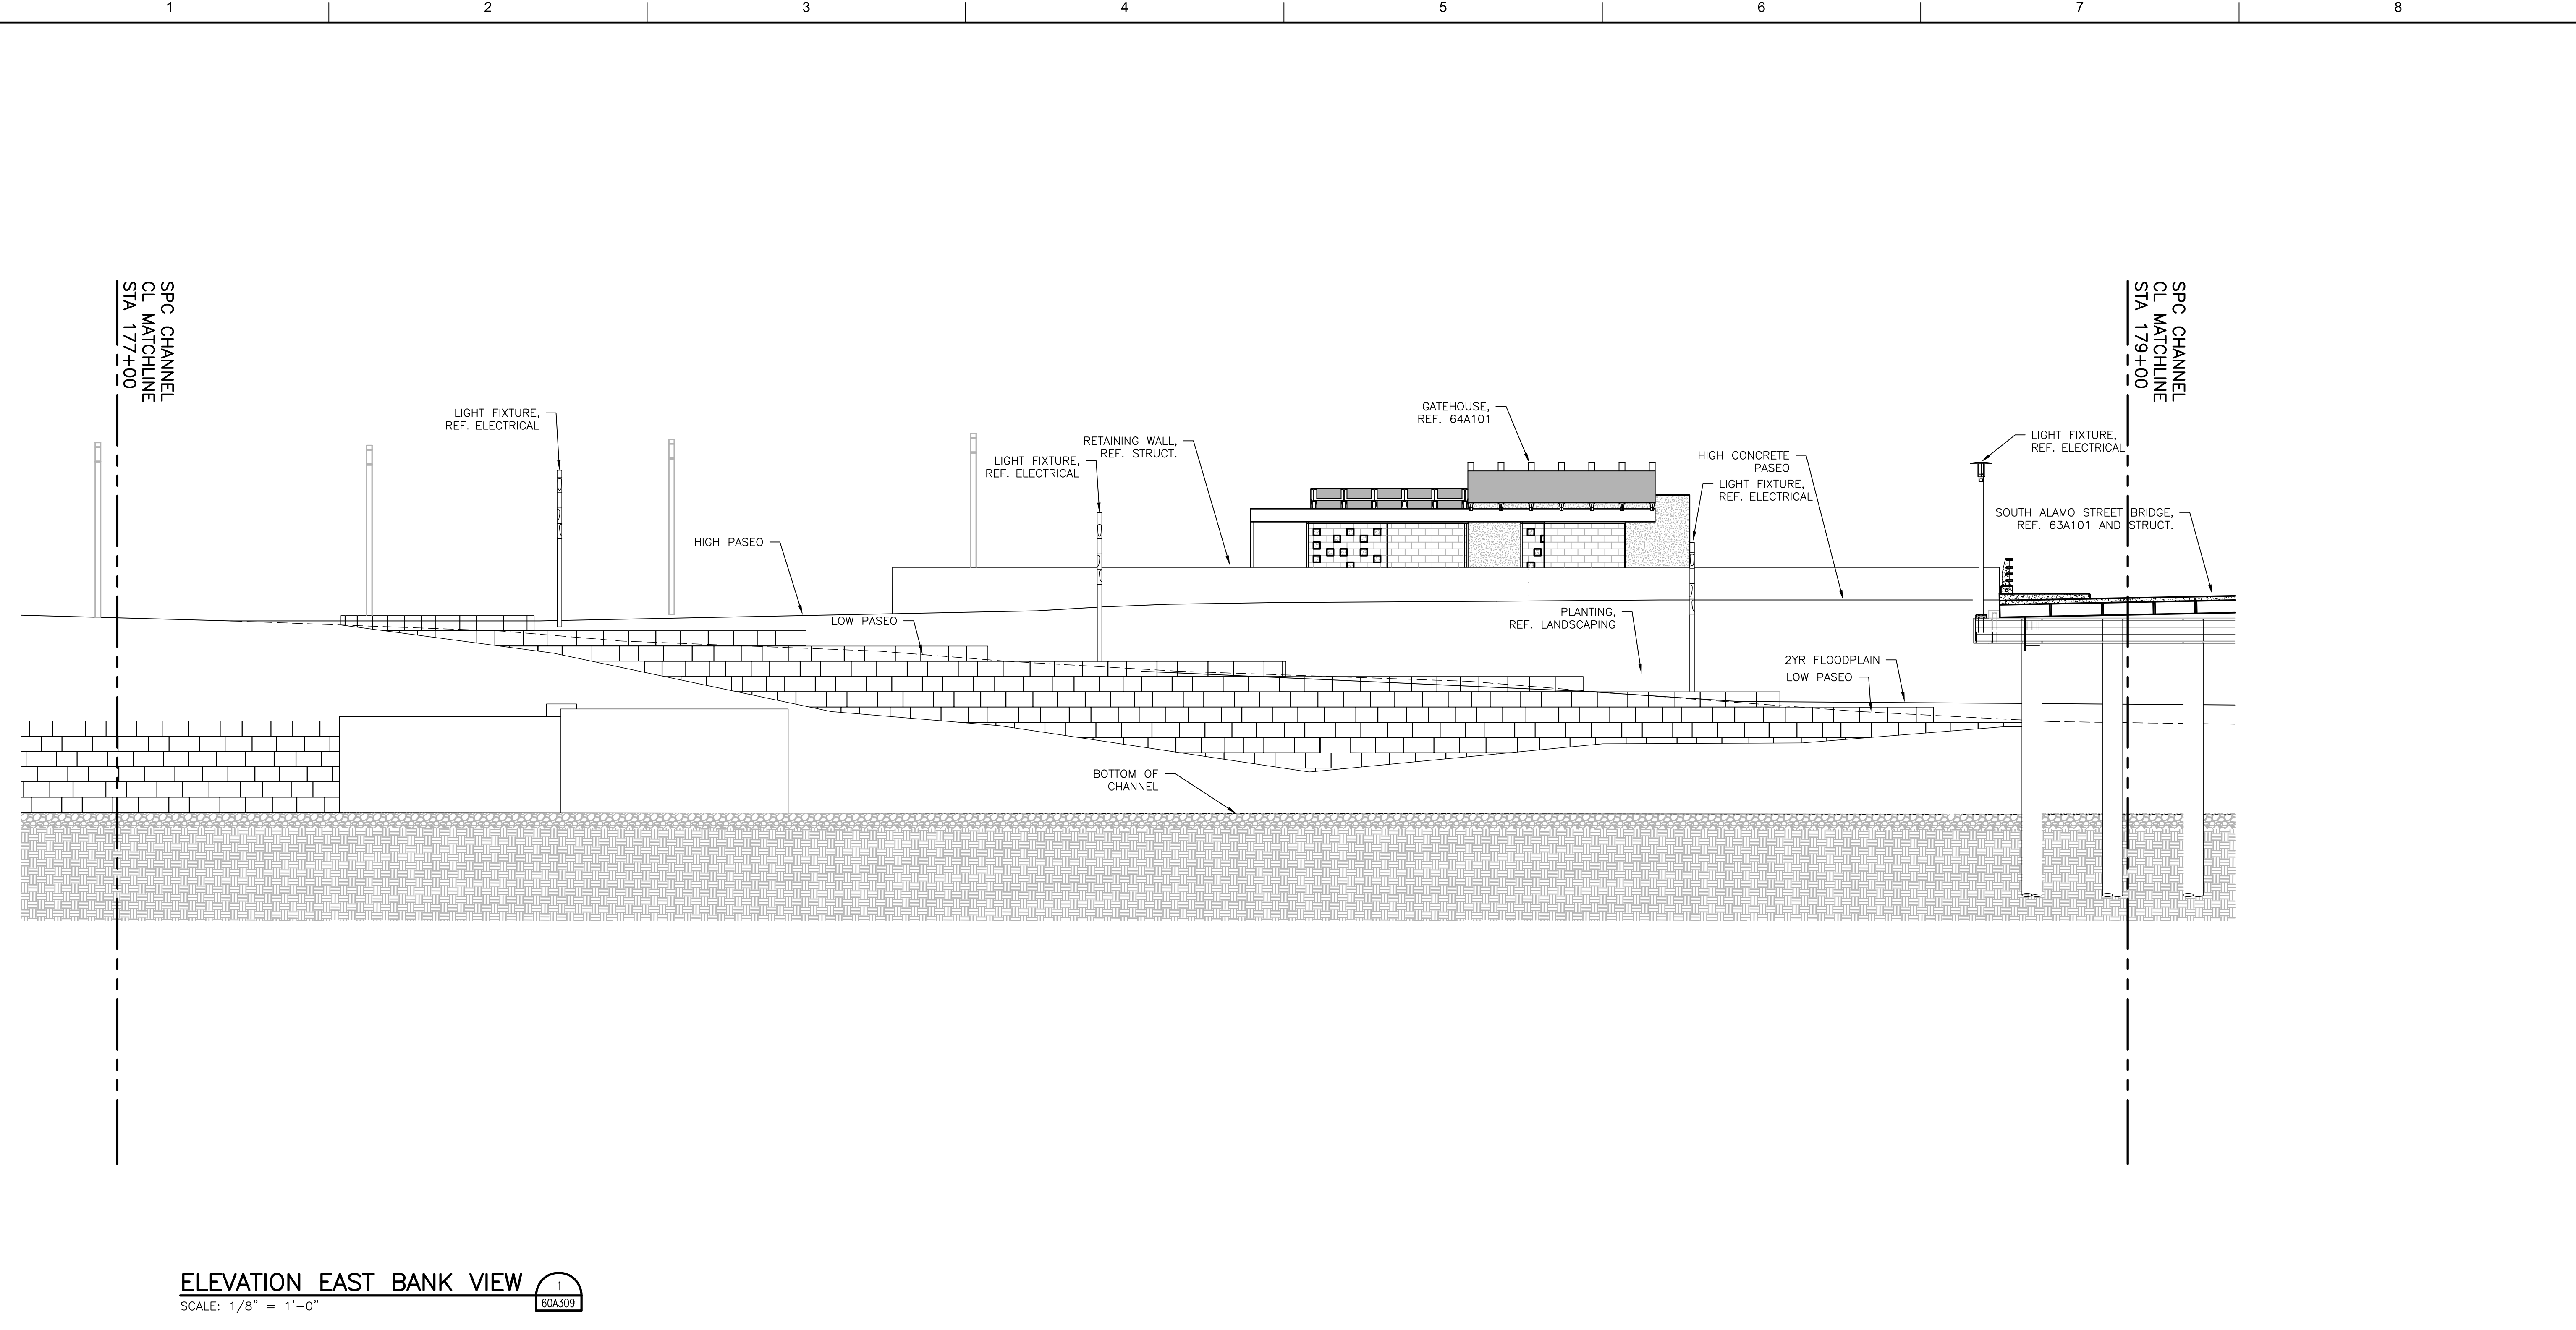 1 2 3 4 5 6 7 8
SPC CHANNEL
CL MATCHLINE
STA 177+00
SPC CHANNEL
CL MATCHLINE
STA 179+00
LIGHT FIXTURE,
REF. ELECTRICAL
GATEHOUSE,
REF. 64A101
RETAINING WALL,
REF. STRUCT.
LIGHT FIXTURE,
REF. ELECTRICAL
HIGH CONCRETE
PASEO
LIGHT FIXTURE,
REF. ELECTRICAL
LIGHT FIXTURE,
REF. ELECTRICAL
SOUTH ALAMO STREET BRIDGE,
REF. 63A101 AND STRUCT.
HIGH PASEO
LOW PASEO
PLANTING,
REF. LANDSCAPING
2YR FLOODPLAIN
LOW PASEO
BOTTOM OF
CHANNEL
ELEVATION EAST BANK VIEW
1
60A309
SCALE: 1/8" = 1'-0"